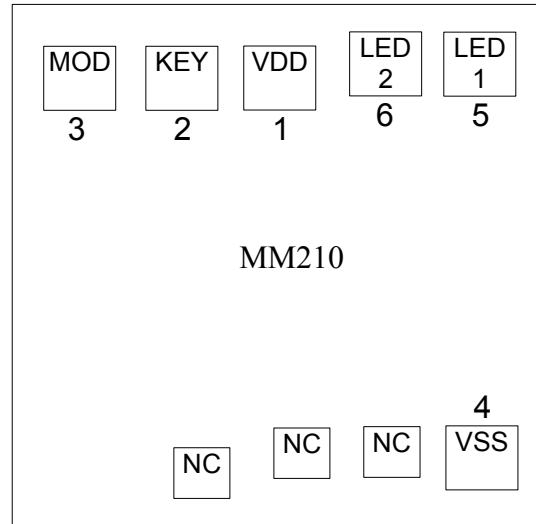 MOD KEY VDD LED 2 LED 1
3 2 1 6 5
MM210
4
NC NC NC VSS